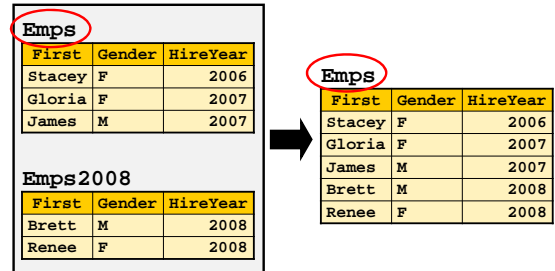 Emps
First Gender HireYear
Stacey F 2006
Gloria F 2007
James M 2007
Emps2008
First Gender HireYear
Brett M 2008
Renee F 2008
Emps
First Gender HireYear
Stacey F 2006
Gloria F 2007
James M 2007
Brett M 2008
Renee F 2008